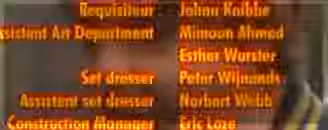 Requisiteur Johan Knibbe
ssistent Art Department Mimoun Ahmed
Esther Wurster
Set dresser Peter Wijnands
Assistent set dresser Norbert Webb
Construction Manager Eric Loze